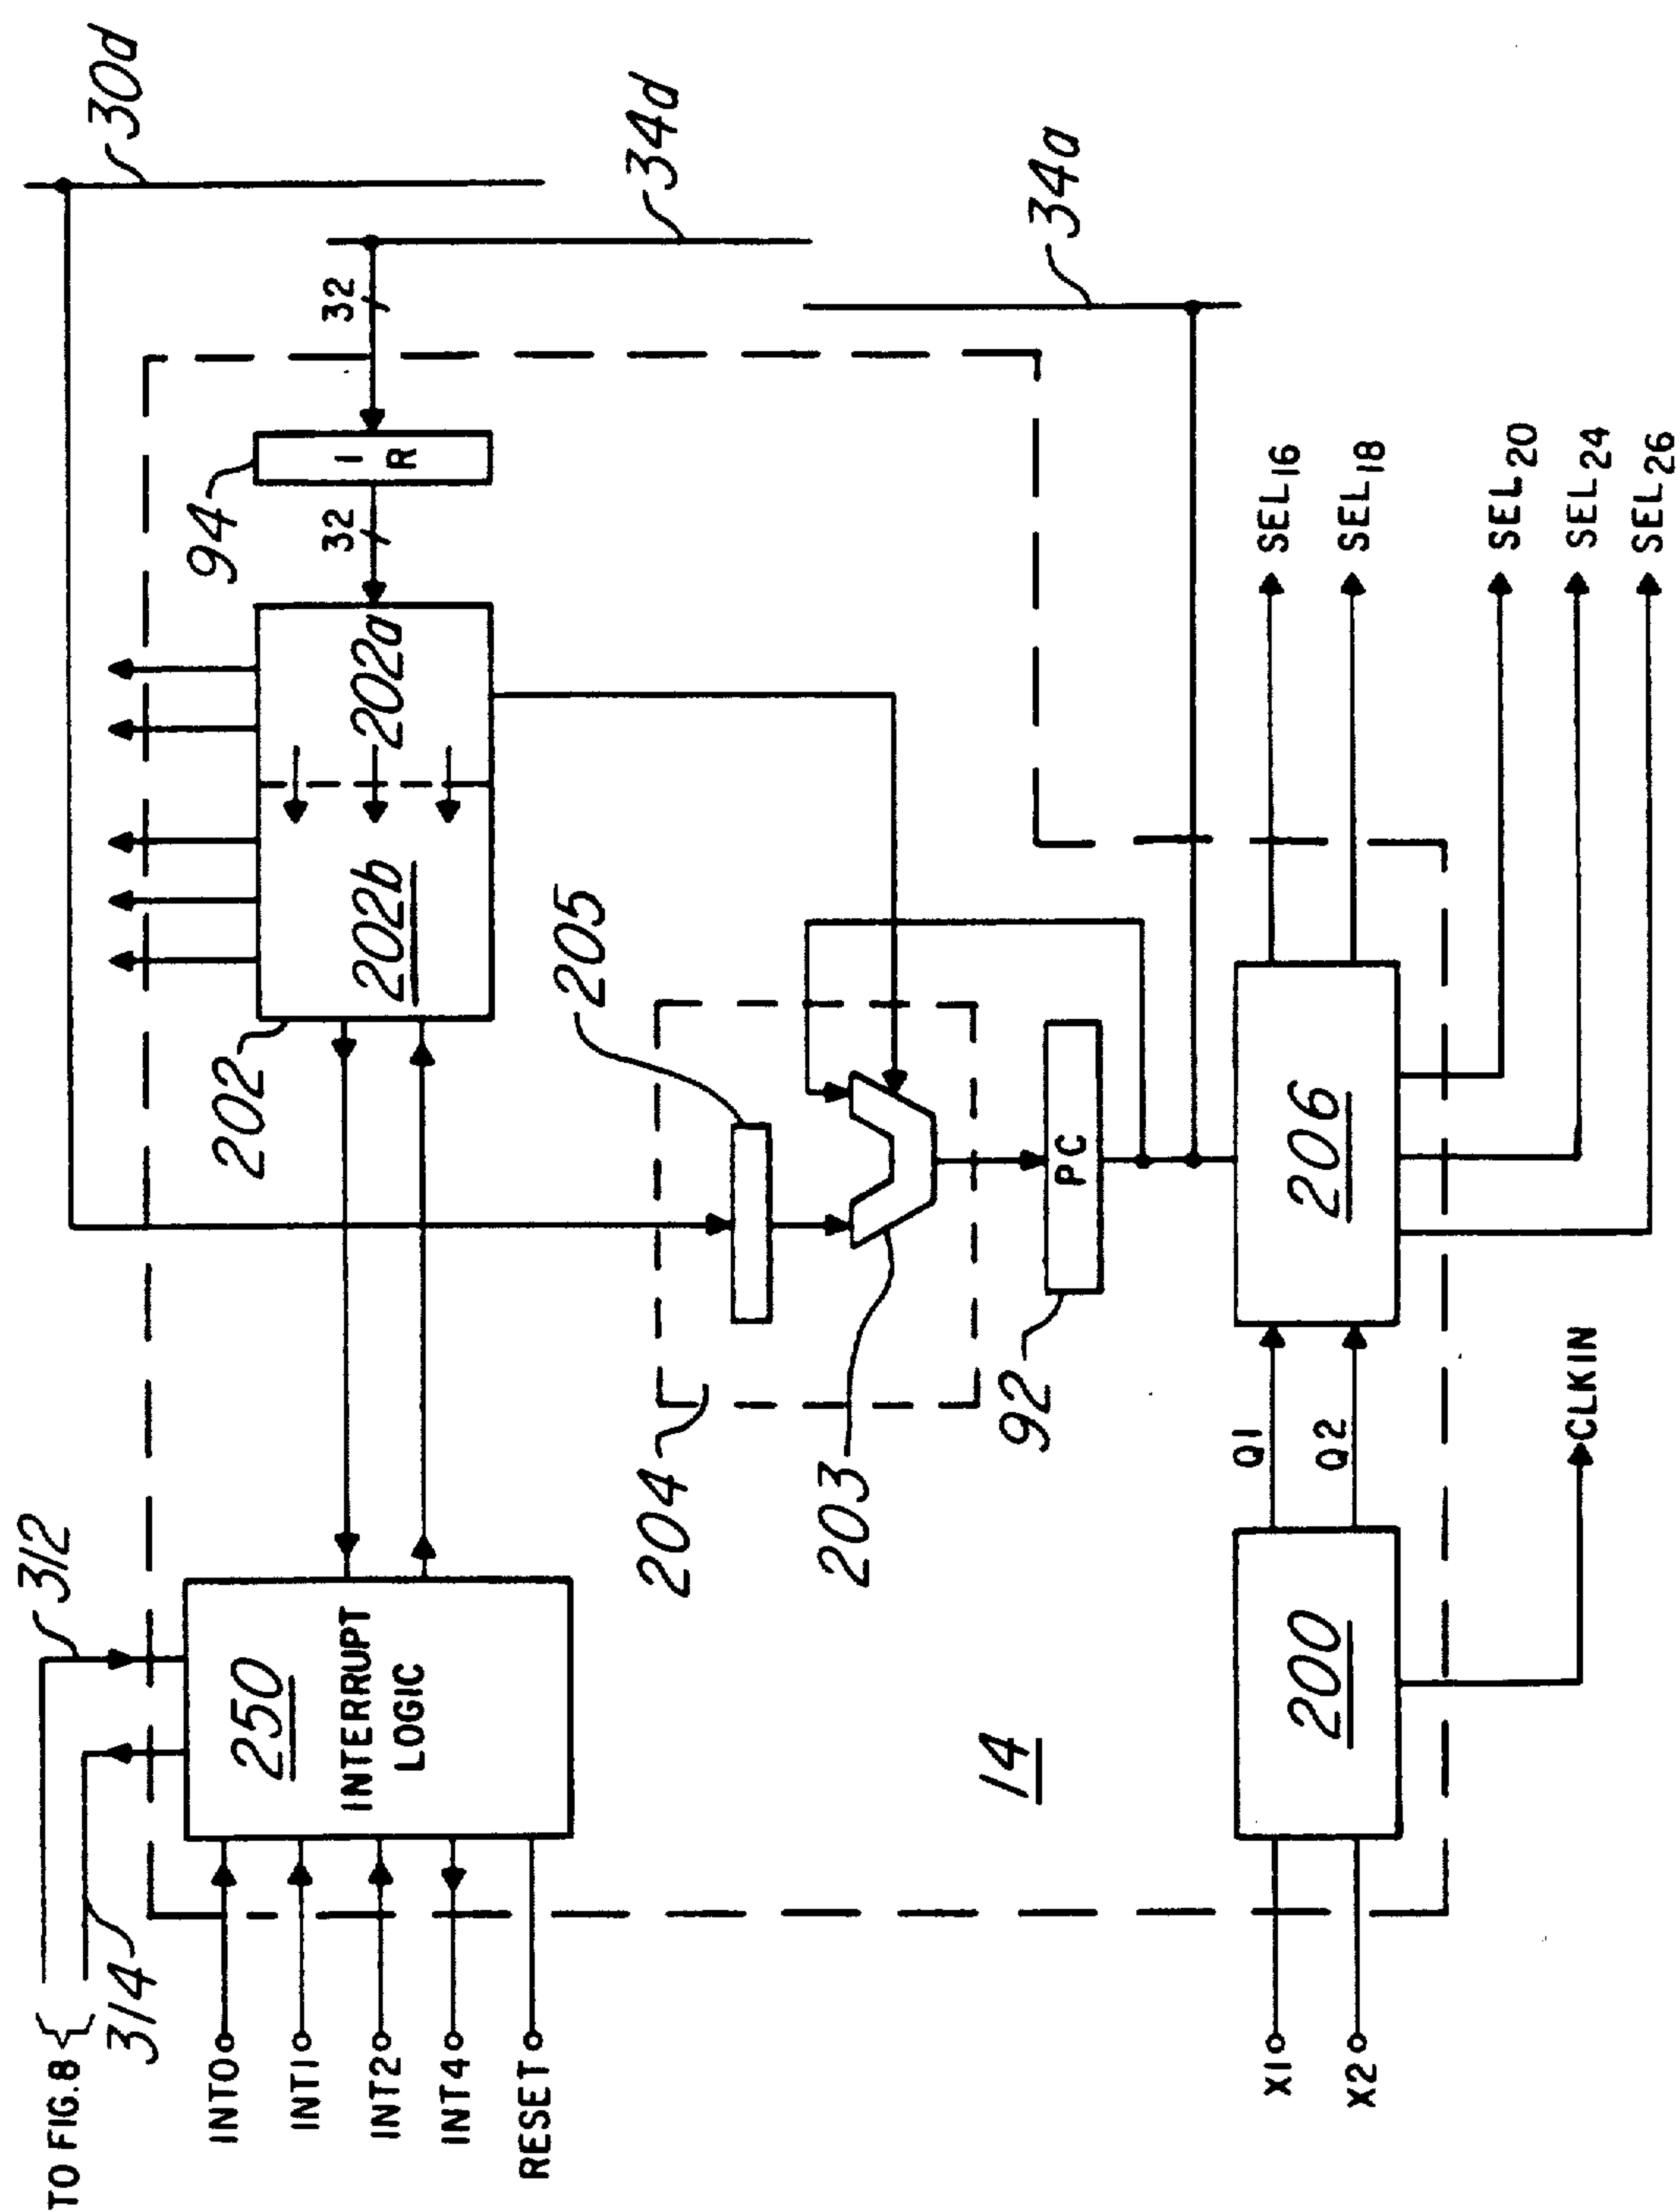 TO FIG.8
312
314
INT0
INT1
INT2
INT4
RESET
250
INTERRUPT
LOGIC
202
202b
202a
94
I
R
32
32
30d
34d
34a
204
205
203
92
PC
14
X1
X2
200
Q1
Q2
CLKIN
206
SEL16
SEL18
SEL20
SEL24
SEL26